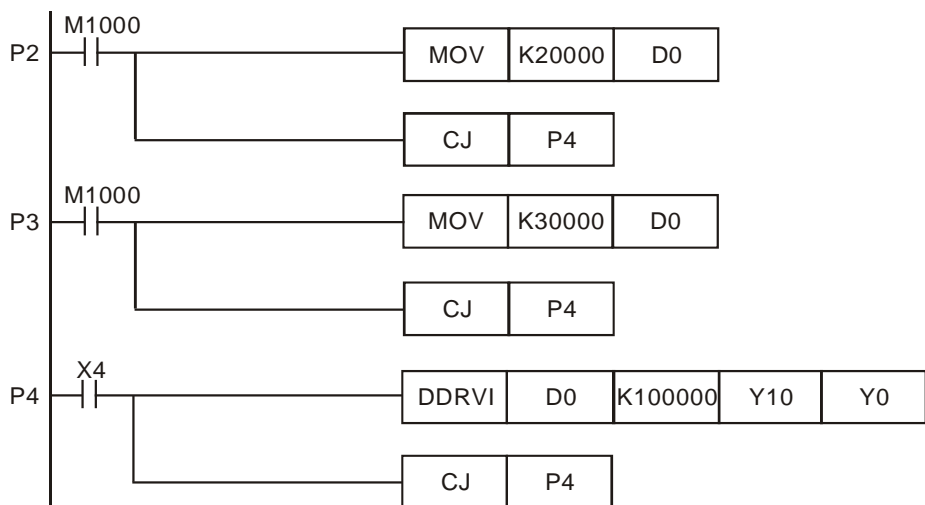 M1000
P2 MOV K20000 D0
CJ P4
M1000
P3 MOV K30000 D0
CJ P4
X4
P4 DDRVI D0 K100000 Y10 Y0
CJ P4